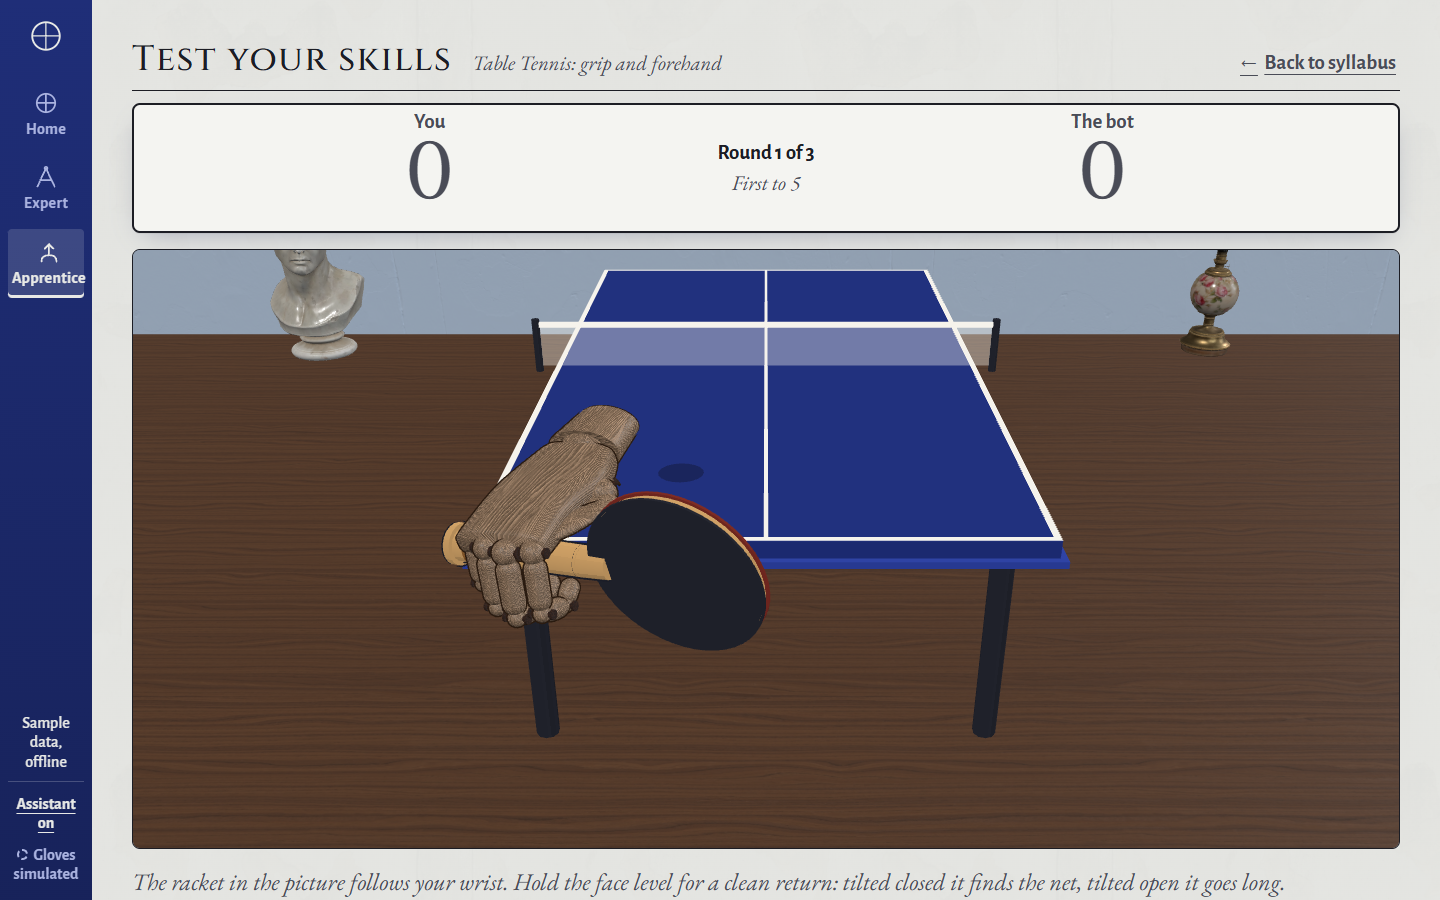 TEST YOUR SKILLS
Table Tennis: grip and forehand
← Back to syllabus
Home
Expert
Apprentice
Sample
data,
offline
Assistant
on
Gloves
simulated
You
0
Round 1 of 3
First to 5
The bot
0
The racket in the picture follows your wrist. Hold the face level for a clean return: tilted closed it finds the net, tilted open it goes long.